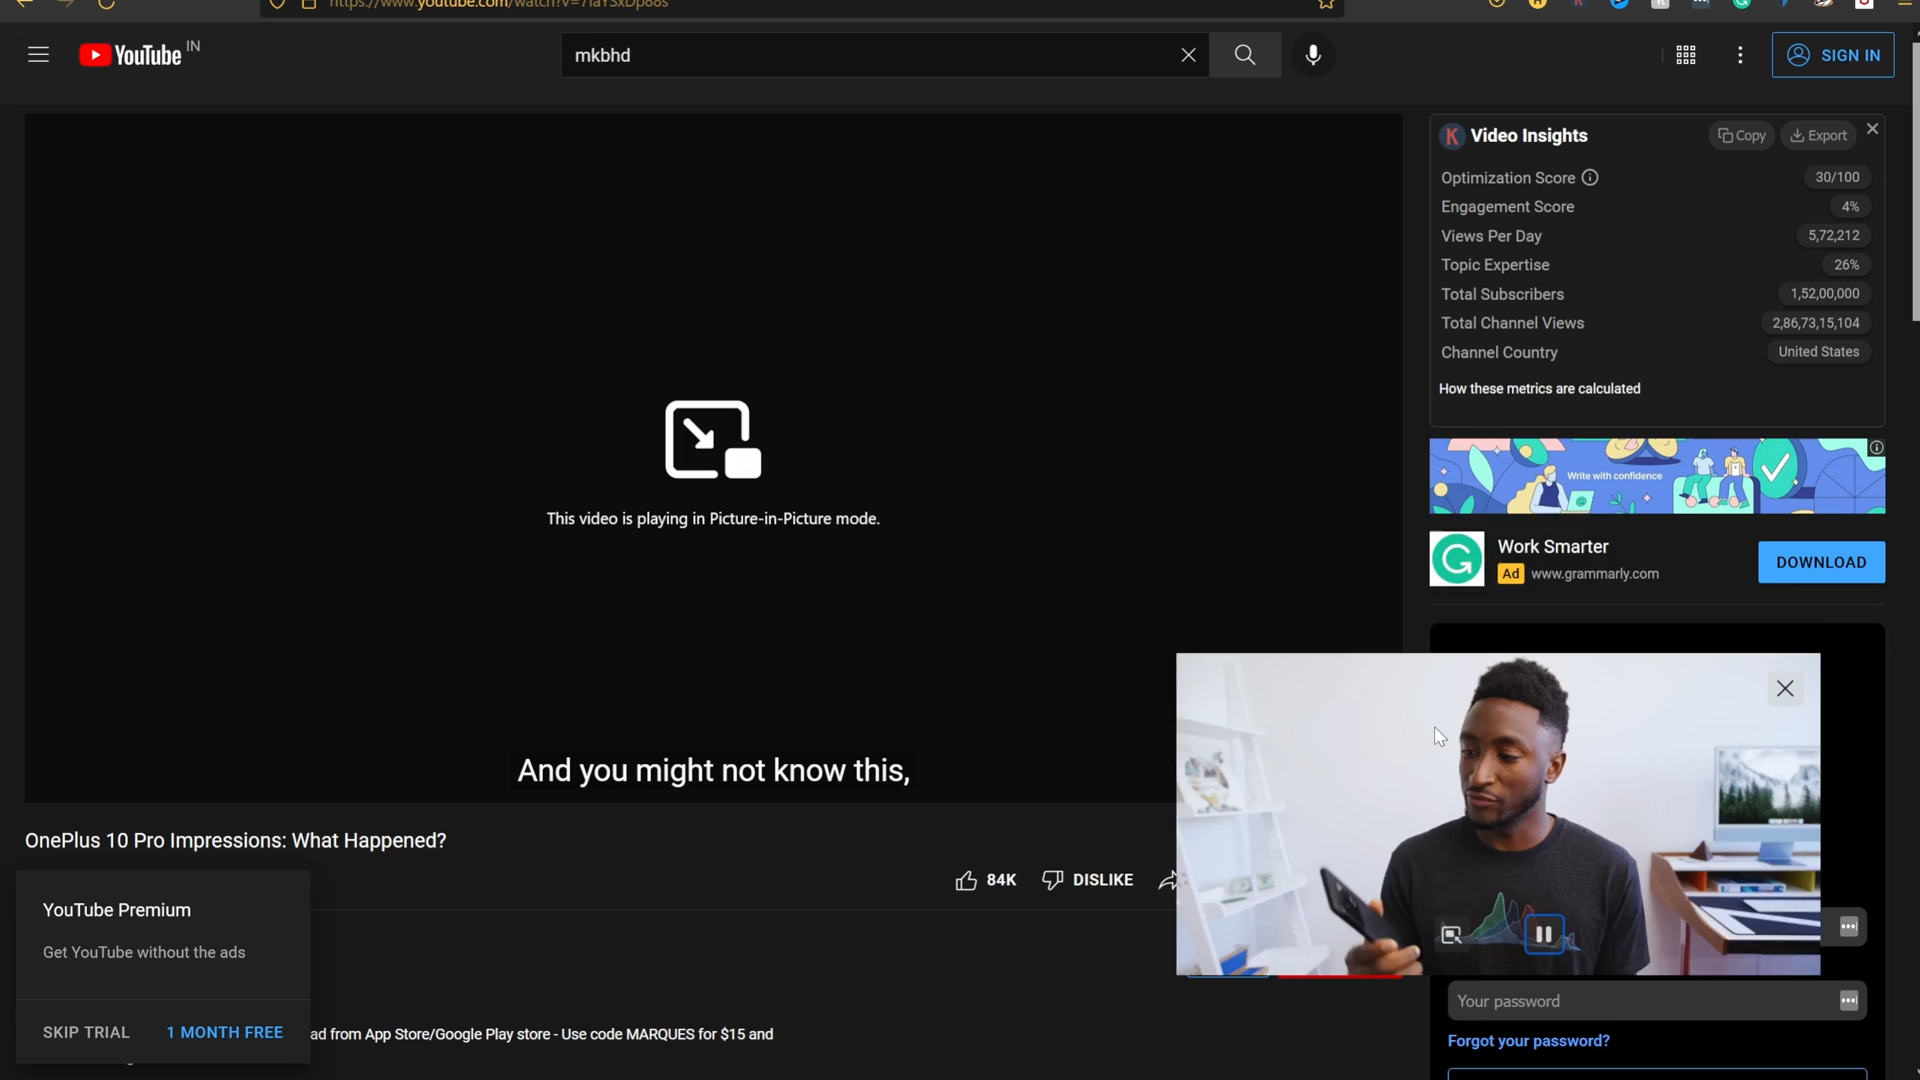 YouTube IN
mkbhd
SIGN IN
Video Insights
Copy
Export
Optimization Score
30/100
Engagement Score
4%
Views Per Day
5,72,212
Topic Expertise
26%
Total Subscribers
1,52,00,000
Total Channel Views
2,86,73,15,104
Channel Country
United States
How these metrics are calculated
Write with confidence
Work Smarter
Ad www.grammarly.com
DOWNLOAD
This video is playing in Picture-in-Picture mode.
And you might not know this,
OnePlus 10 Pro Impressions: What Happened?
84K
DISLIKE
YouTube Premium
Get YouTube without the ads
SKIP TRIAL
1 MONTH FREE
ad from App Store/Google Play store - Use code MARQUES for $15 and
Your password
Forgot your password?